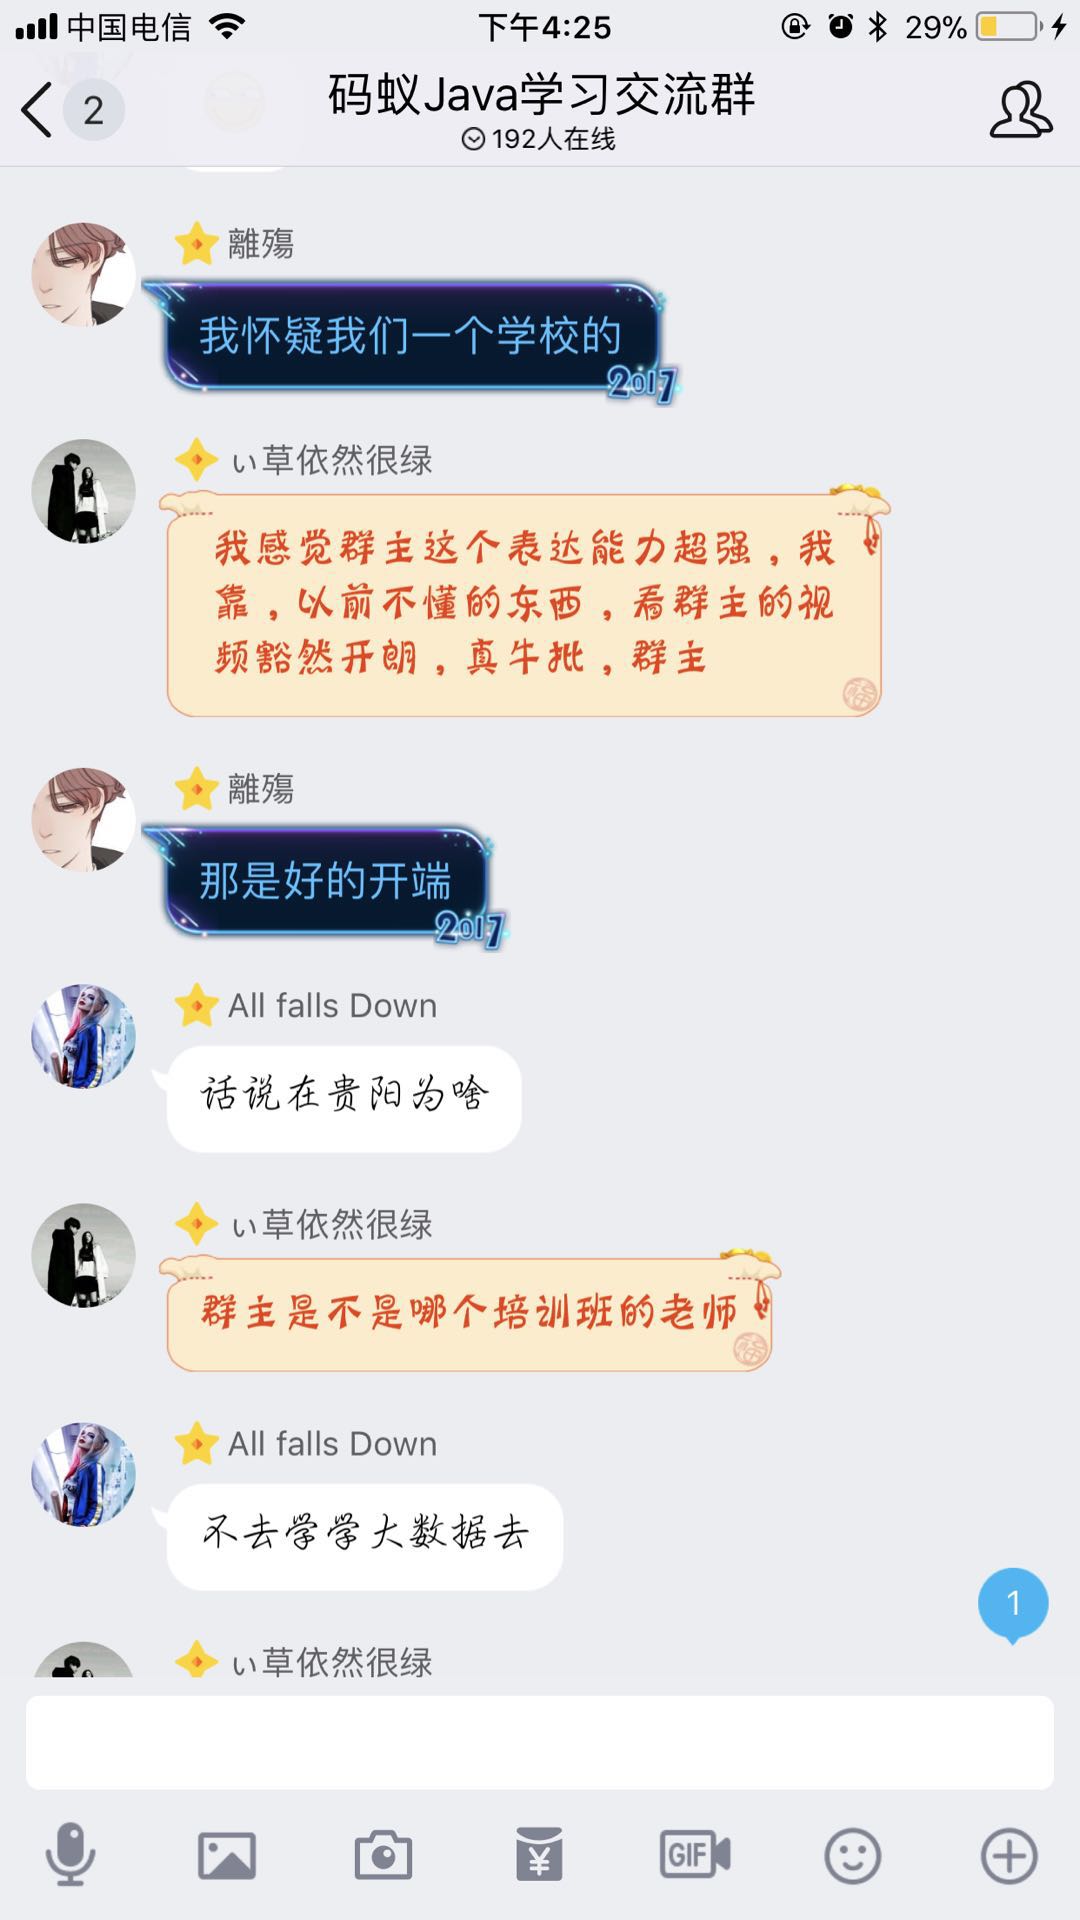 中国电信 下午4:25 29%
2 码蚁Java学习交流群
192人在线
離殤
我怀疑我们一个学校的
2017
ぃ草依然很绿
我感觉群主这个表达能力超强，我
靠，以前不懂的东西，看群主的视
频豁然开朗，真牛批，群主
福
離殤
那是好的开端
2017
All falls Down
话说在贵阳为啥
ぃ草依然很绿
群主是不是哪个培训班的老师
福
All falls Down
不去学学大数据去
1
ぃ草依然很绿
¥ GIF